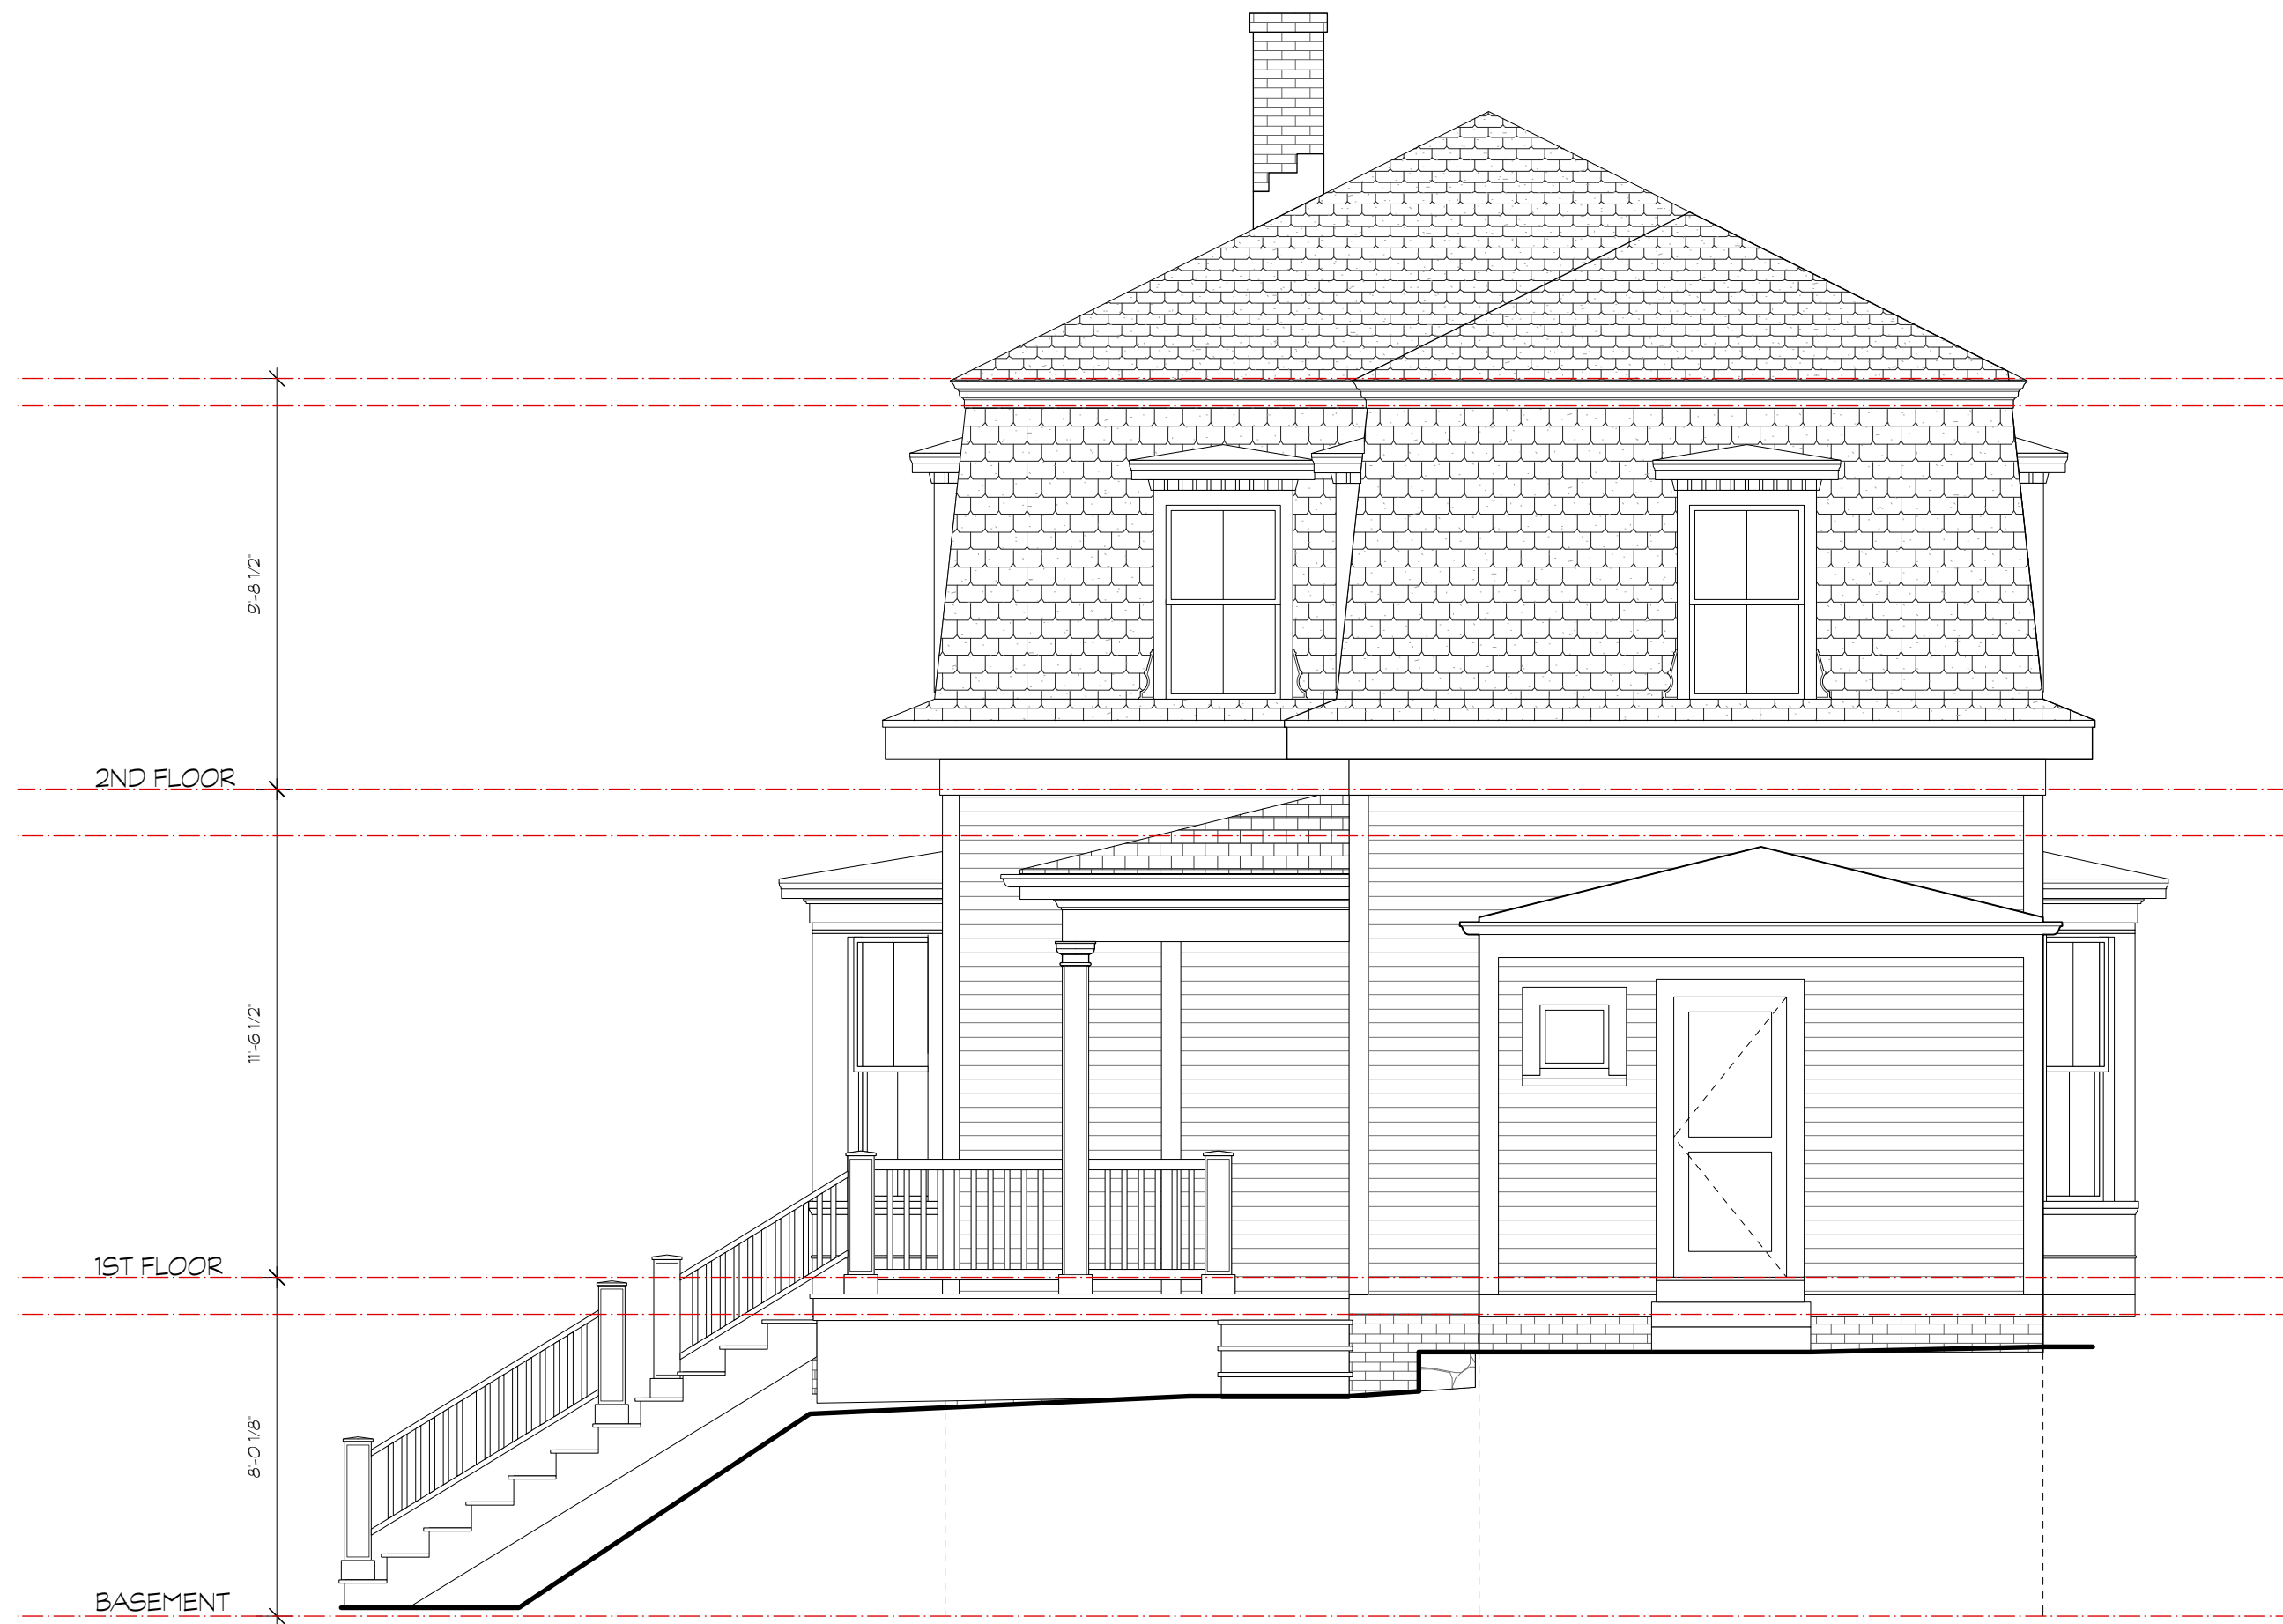 9'-8 1/2"
2ND FLOOR
11'-6 1/2"
1ST FLOOR
8'-0 1/8"
BASEMENT